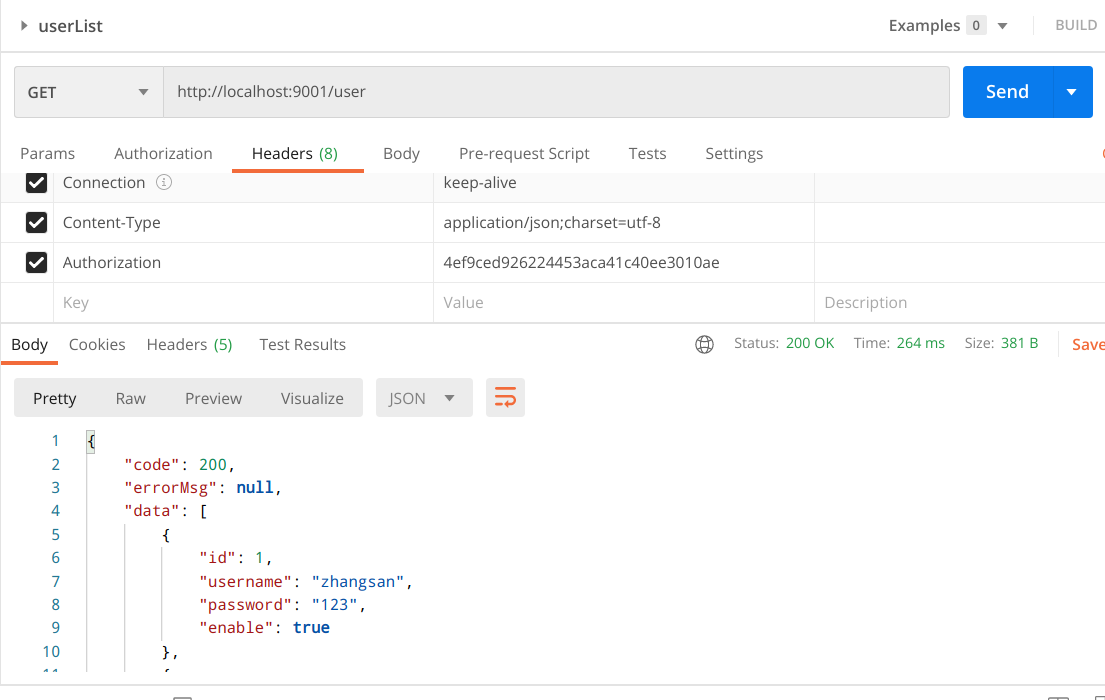 userList Examples 0 BUILD
GET http://localhost:9001/user Send
Params Authorization Headers (8) Body Pre-request Script Tests Settings
Connection keep-alive
Content-Type application/json;charset=utf-8
Authorization 4ef9ced926224453aca41c40ee3010ae
Key Value Description
Body Cookies Headers (5) Test Results Status: 200 OK Time: 264 ms Size: 381 B Save
Pretty Raw Preview Visualize JSON
1 {
2 "code": 200,
3 "errorMsg": null,
4 "data": [
5 {
6 "id": 1,
7 "username": "zhangsan",
8 "password": "123",
9 "enable": true
10 },